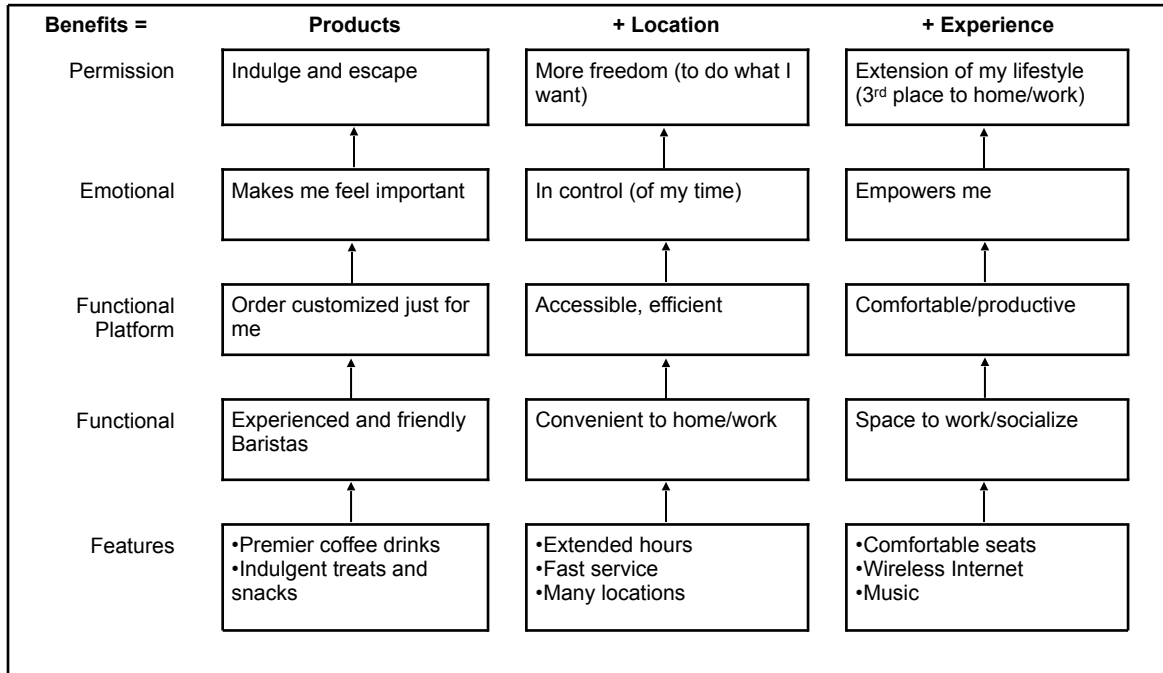 Benefits = Products + Location + Experience
Permission
Indulge and escape
More freedom (to do what I
want)
Extension of my lifestyle
(3rd place to home/work)
Emotional
Makes me feel important
In control (of my time)
Empowers me
Functional
Platform
Order customized just for
me
Accessible, efficient
Comfortable/productive
Functional
Experienced and friendly
Baristas
Convenient to home/work
Space to work/socialize
Features
•Premier coffee drinks
•Indulgent treats and
snacks
•Extended hours
•Fast service
•Many locations
•Comfortable seats
•Wireless Internet
•Music